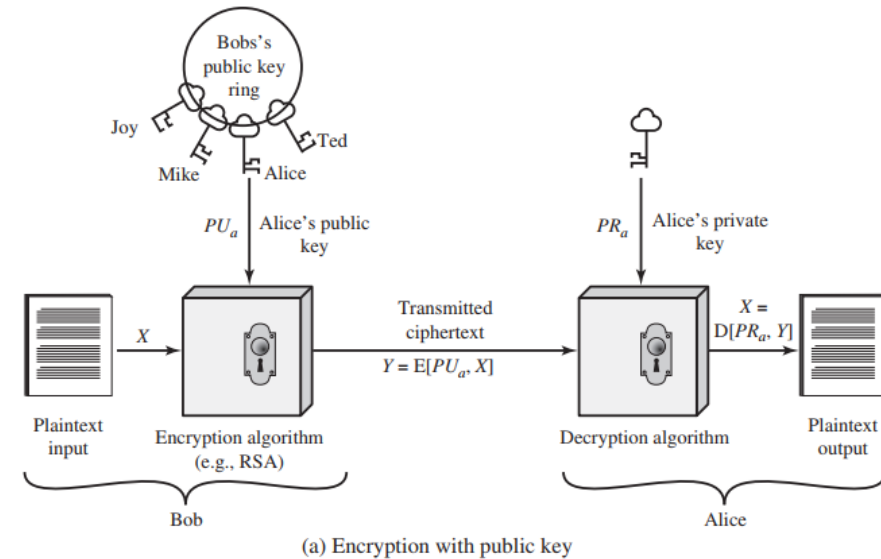 Bobs's
public key
ring
Joy
Ted
Mike
Alice
PUₐ
Alice's public
key
PRₐ
Alice's private
key
X
Transmitted
ciphertext
Y = E[PUₐ, X]
X =
D[PRₐ, Y]
Plaintext
input
Encryption algorithm
(e.g., RSA)
Decryption algorithm
Plaintext
output
Bob
Alice
(a) Encryption with public key